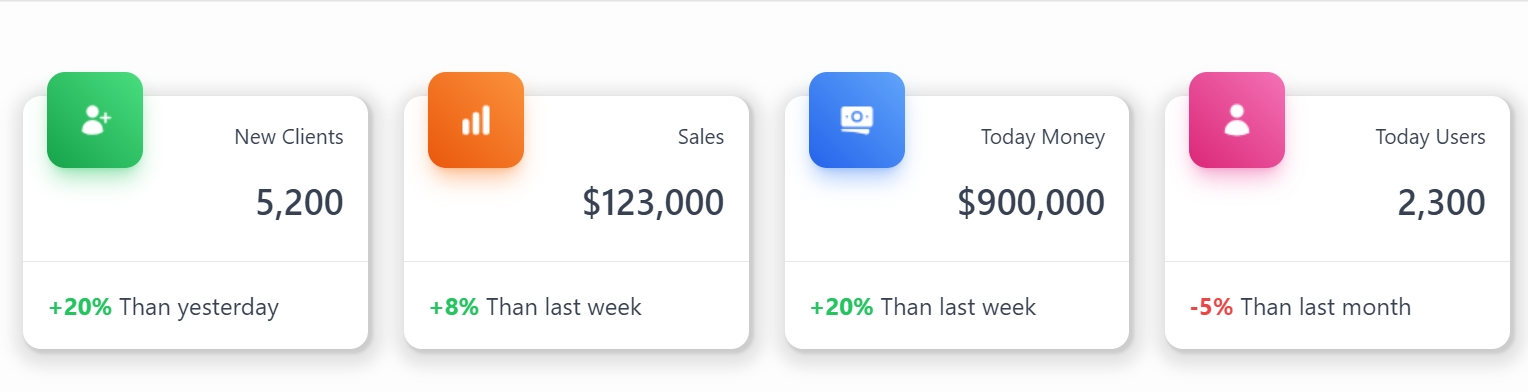 New Clients
5,200
+20% Than yesterday
Sales
$123,000
+8% Than last week
Today Money
$900,000
+20% Than last week
Today Users
2,300
-5% Than last month